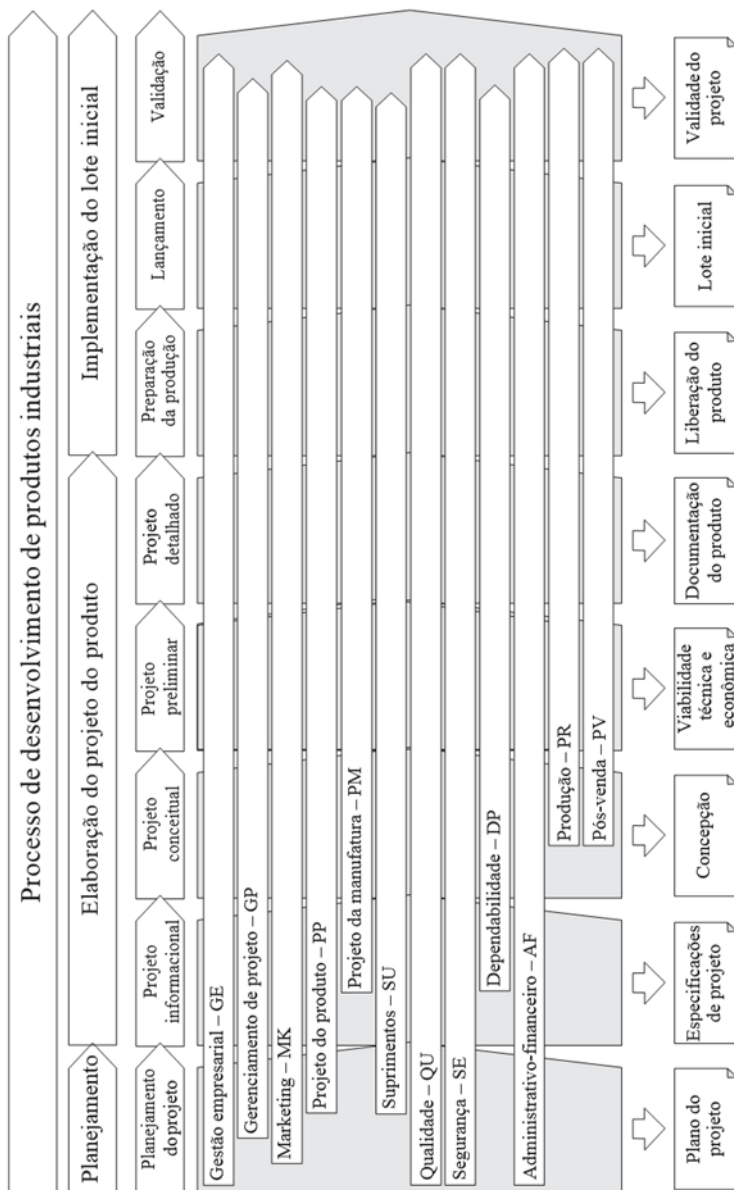 Processo de desenvolvimento de produtos industriais
Planejamento
Elaboração do projeto do produto
Implementação do lote inicial
Planejamento
do projeto
Projeto
informacional
Projeto
conceitual
Projeto
preliminar
Projeto
detalhado
Preparação
da produção
Lançamento
Validação
Gestão empresarial – GE
Gerenciamento de projeto – GP
Marketing – MK
Projeto do produto – PP
Projeto da manufatura – PM
Suprimentos – SU
Qualidade – QU
Segurança – SE
Dependabilidade – DP
Administrativo-financeiro – AF
Produção – PR
Pós-venda – PV
Plano do
projeto
Especificações
de projeto
Concepção
Viabilidade
técnica e
econômica
Documentação
do produto
Liberação do
produto
Lote inicial
Validade do
projeto